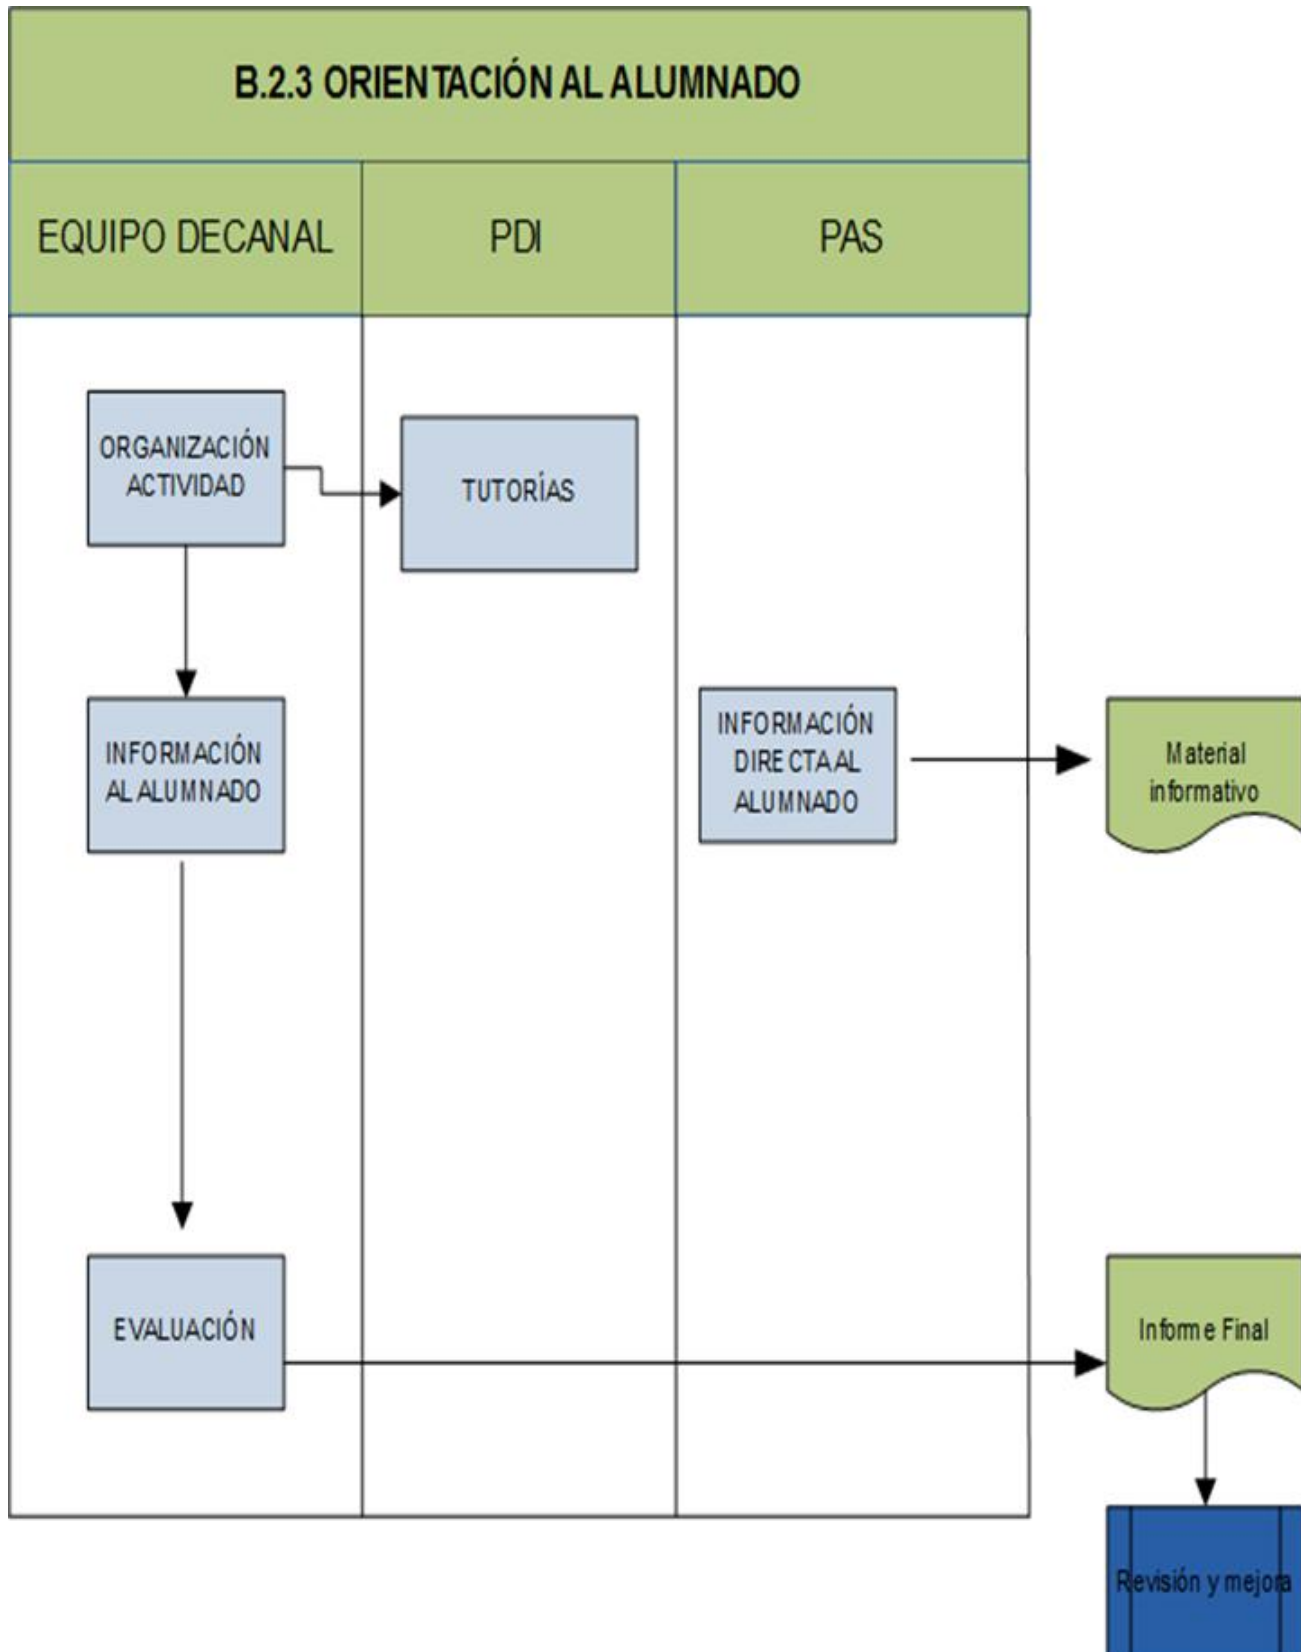 B.2.3 ORIENTACIÓN AL ALUMNADO
EQUIPO DECANAL
PDI
PAS
ORGANIZACIÓN
ACTIVIDAD
TUTORÍAS
INFORMACIÓN
AL ALUMNADO
INFORMACIÓN
DIRECTA AL
ALUMNADO
Material
informativo
EVALUACIÓN
Informe Final
Revisión y mejora